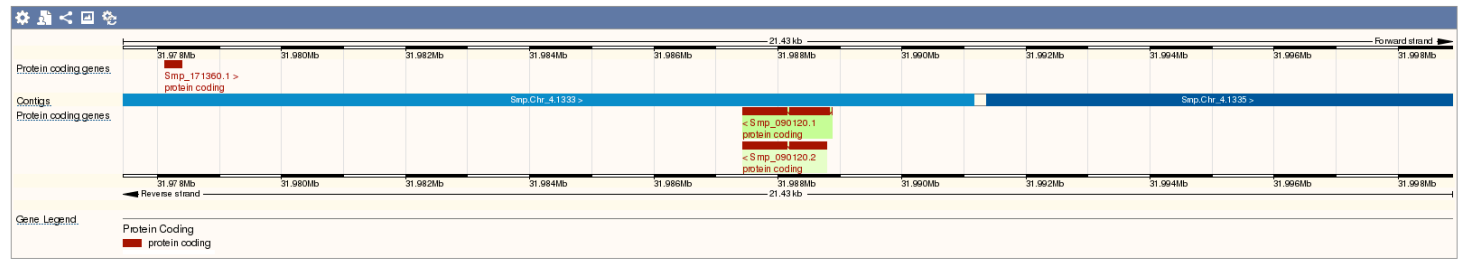 21.43 kb Forward strand
31.978Mb 31.980Mb 31.982Mb 31.984Mb 31.986Mb 31.988Mb 31.990Mb 31.992Mb 31.994Mb 31.996Mb 31.998Mb
Protein coding genes
Smp_171360.1 >
protein coding
Contigs
Smp.Chr_4.1333 > Smp.Chr_4.1335 >
Protein coding genes
< Smp_090120.1
protein coding
< Smp_090120.2
protein coding
31.978Mb 31.980Mb 31.982Mb 31.984Mb 31.986Mb 31.988Mb 31.990Mb 31.992Mb 31.994Mb 31.996Mb 31.998Mb
Reverse strand 21.43 kb
Gene Legend
Protein Coding
protein coding